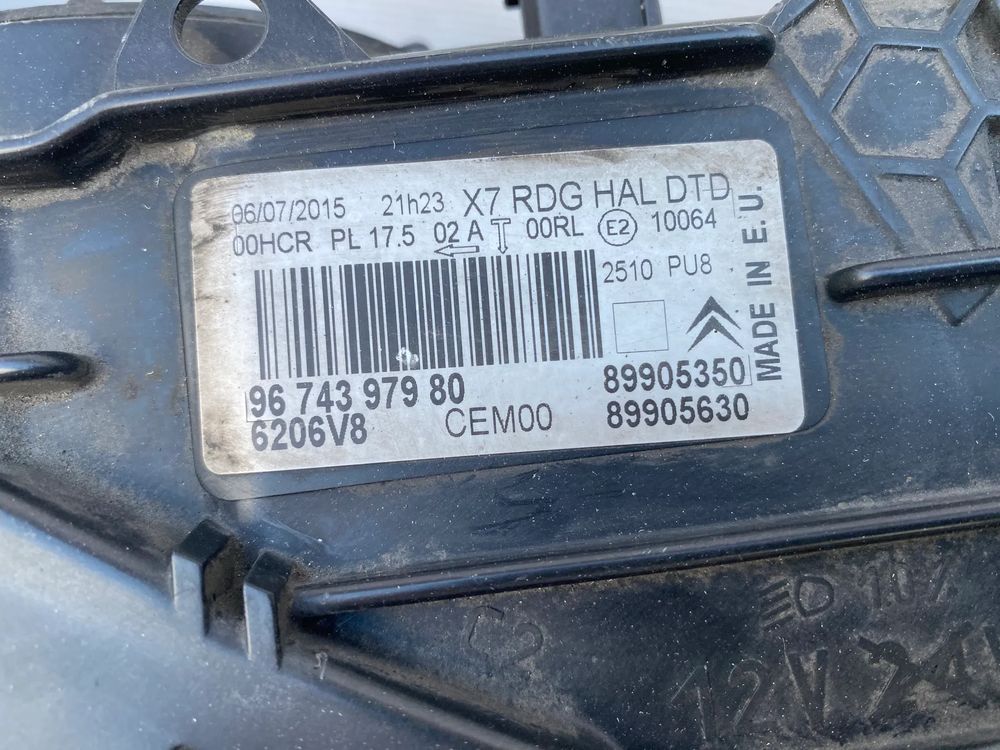 06/07/2015 21h23 X7 RDG HAL DTD
00HCR PL 17.5 02 A 00RL E2 10064
2510 PU8
MADE IN E.U.
96 743 979 80 89905350
6206V8 CEM00 89905630
12V